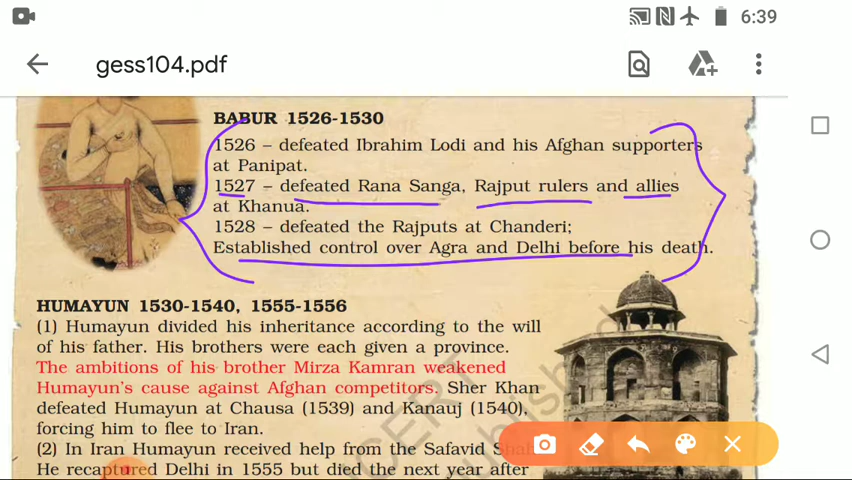 6:39
gess104.pdf
BABUR 1526-1530
1526 – defeated Ibrahim Lodi and his Afghan supporters
at Panipat.
1527 – defeated Rana Sanga, Rajput rulers and allies
at Khanua.
1528 – defeated the Rajputs at Chanderi;
Established control over Agra and Delhi before his death.
HUMAYUN 1530-1540, 1555-1556
(1) Humayun divided his inheritance according to the will
of his father. His brothers were each given a province.
The ambitions of his brother Mirza Kamran weakened
Humayun's cause against Afghan competitors. Sher Khan
defeated Humayun at Chausa (1539) and Kanauj (1540),
forcing him to flee to Iran.
(2) In Iran Humayun received help from the Safavid Shah.
He recaptured Delhi in 1555 but died the next year after